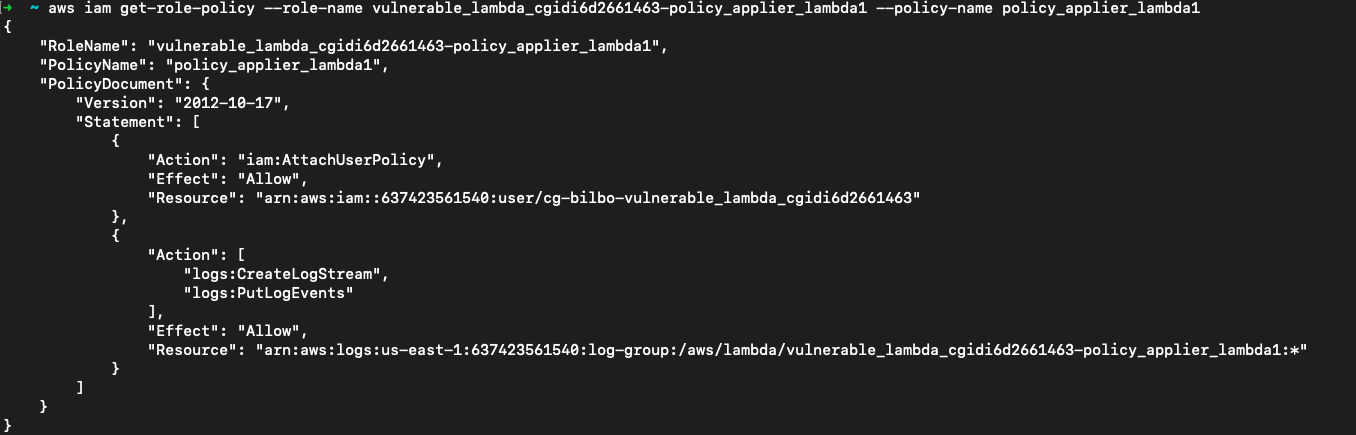 → ~ aws iam get-role-policy --role-name vulnerable_lambda_cgidi6d2661463-policy_applier_lambda1 --policy-name policy_applier_lambda1
{
    "RoleName": "vulnerable_lambda_cgidi6d2661463-policy_applier_lambda1",
    "PolicyName": "policy_applier_lambda1",
    "PolicyDocument": {
        "Version": "2012-10-17",
        "Statement": [
            {
                "Action": "iam:AttachUserPolicy",
                "Effect": "Allow",
                "Resource": "arn:aws:iam::637423561540:user/cg-bilbo-vulnerable_lambda_cgidi6d2661463"
            },
            {
                "Action": [
                    "logs:CreateLogStream",
                    "logs:PutLogEvents"
                ],
                "Effect": "Allow",
                "Resource": "arn:aws:logs:us-east-1:637423561540:log-group:/aws/lambda/vulnerable_lambda_cgidi6d2661463-policy_applier_lambda1:*"
            }
        ]
    }
}